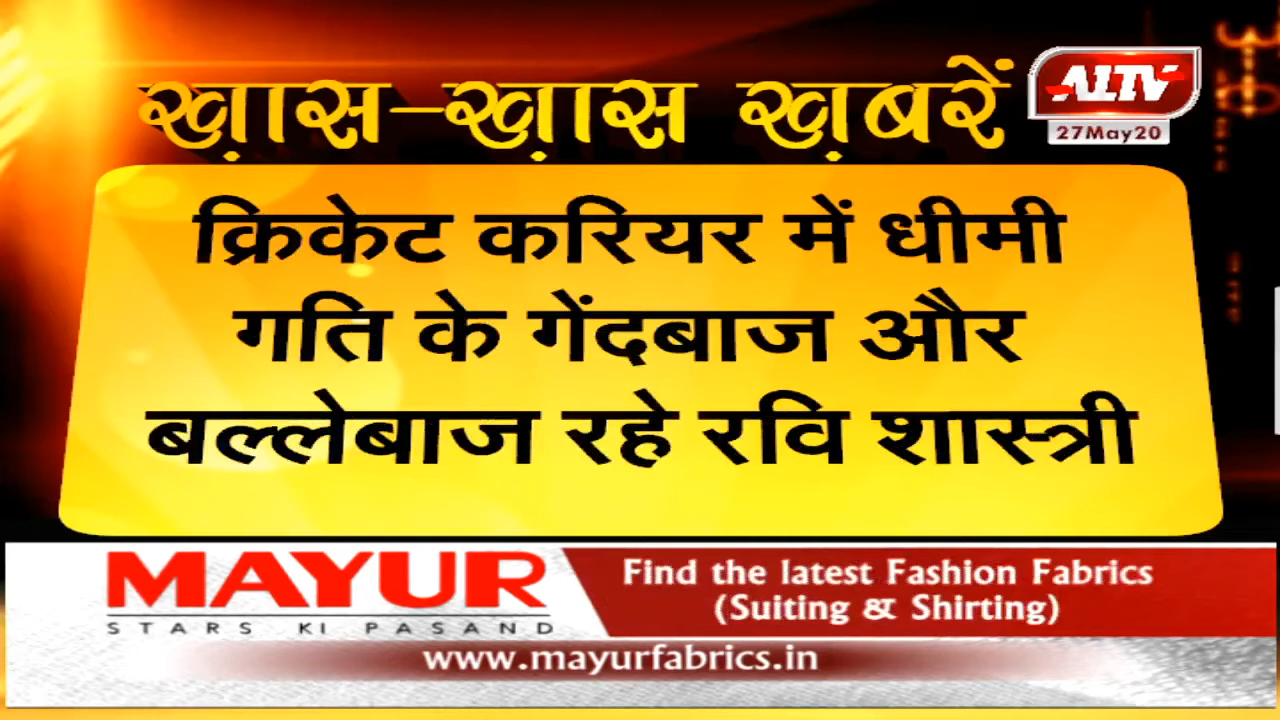 ख़ास-ख़ास ख़बरें
ALTV
27May20
क्रिकेट करियर में धीमी
गति के गेंदबाज और
बल्लेबाज रहे रवि शास्त्री
MAYUR
STARS KI PASAND
Find the latest Fashion Fabrics
(Suiting & Shirting)
www.mayurfabrics.in